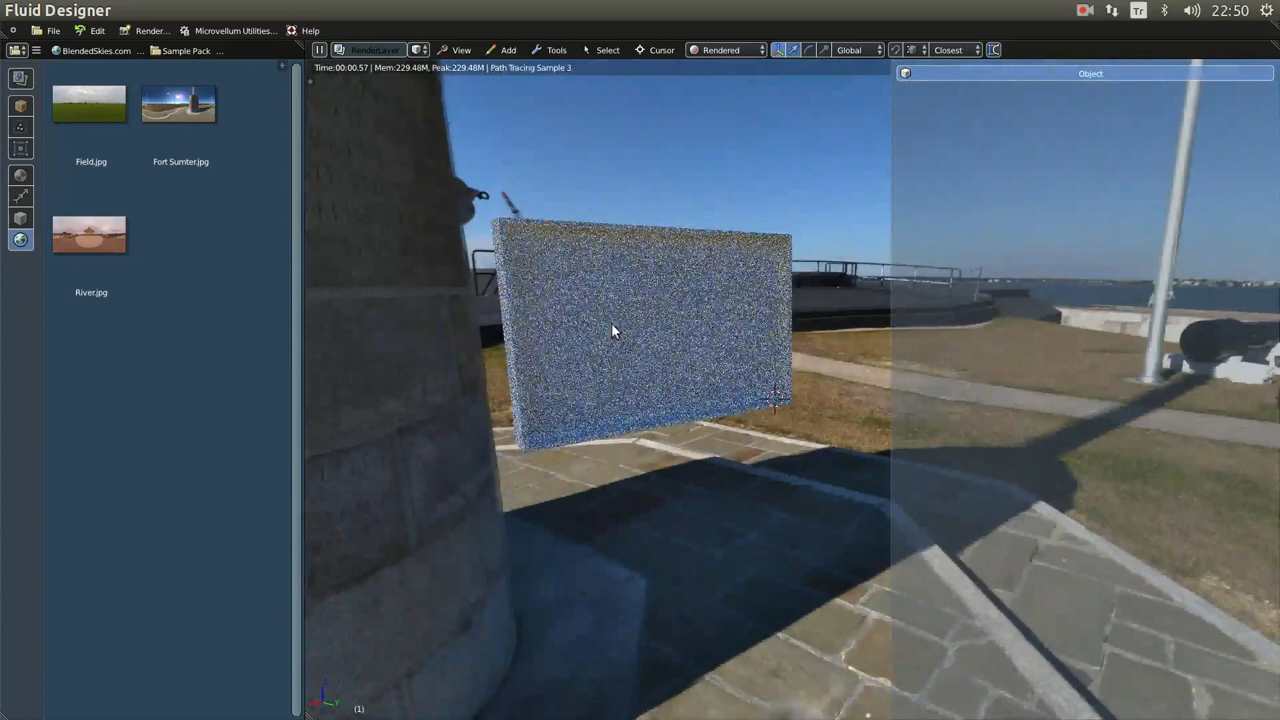 Fluid Designer
Tr 22:50
File Edit Render... Microvellum Utilities... Help
BlendedSkies.com ... Sample Pack ...
RenderLayer View Add Tools Select Cursor Rendered Global Closest
Time:00:00.57 | Mem:229.48M, Peak:229.48M | Path Tracing Sample 3
Object
Field.jpg Fort Sumter.jpg
River.jpg
(1)